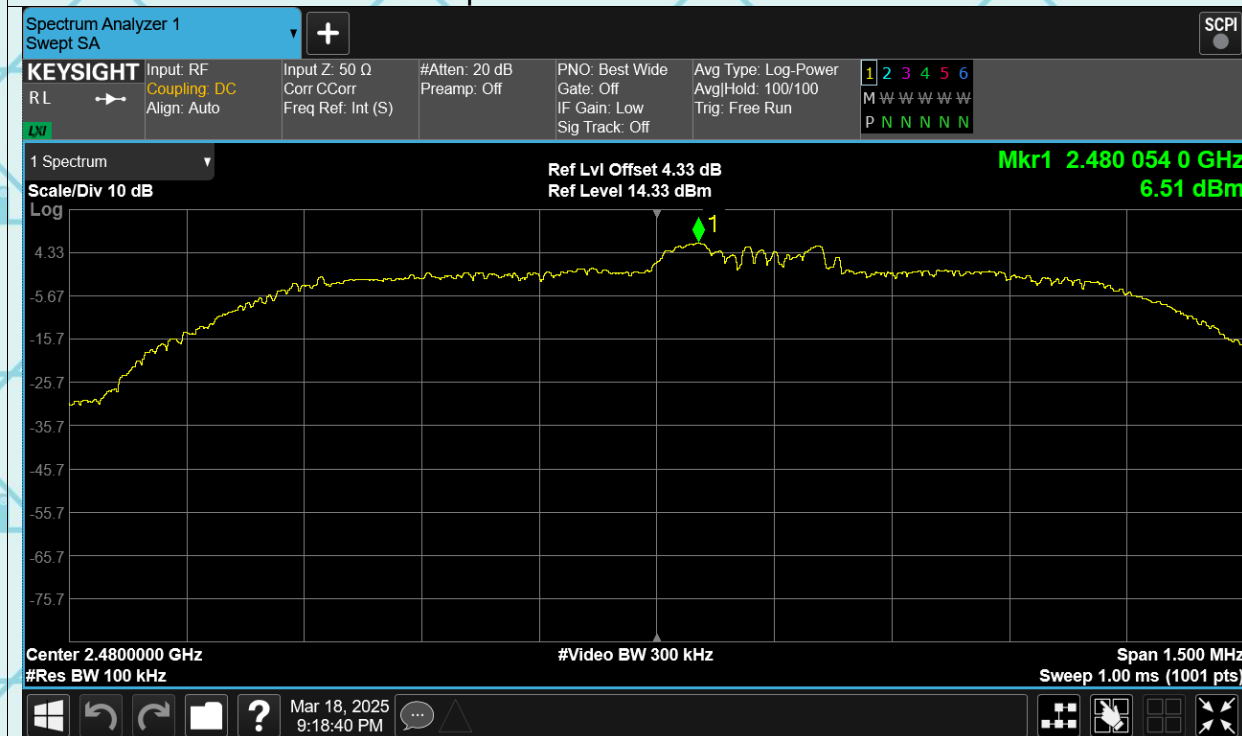 Spectrum Analyzer 1
Swept SA
+
SCPI
KEYSIGHT
RL
LXI
Input: RF
Coupling: DC
Align: Auto
Input Z: 50 Ω
Corr CCorr
Freq Ref: Int (S)
#Atten: 20 dB
Preamp: Off
PNO: Best Wide
Gate: Off
IF Gain: Low
Sig Track: Off
Avg Type: Log-Power
Avg|Hold: 100/100
Trig: Free Run
1 2 3 4 5 6
M W W W W W
P N N N N N
1 Spectrum
Scale/Div 10 dB
Log
Ref Lvl Offset 4.33 dB
Ref Level 14.33 dBm
Mkr1 2.480 054 0 GHz
6.51 dBm
1
4.33
-5.67
-15.7
-25.7
-35.7
-45.7
-55.7
-65.7
-75.7
Center 2.4800000 GHz
#Res BW 100 kHz
#Video BW 300 kHz
Span 1.500 MHz
Sweep 1.00 ms (1001 pts)
?
Mar 18, 2025
9:18:40 PM